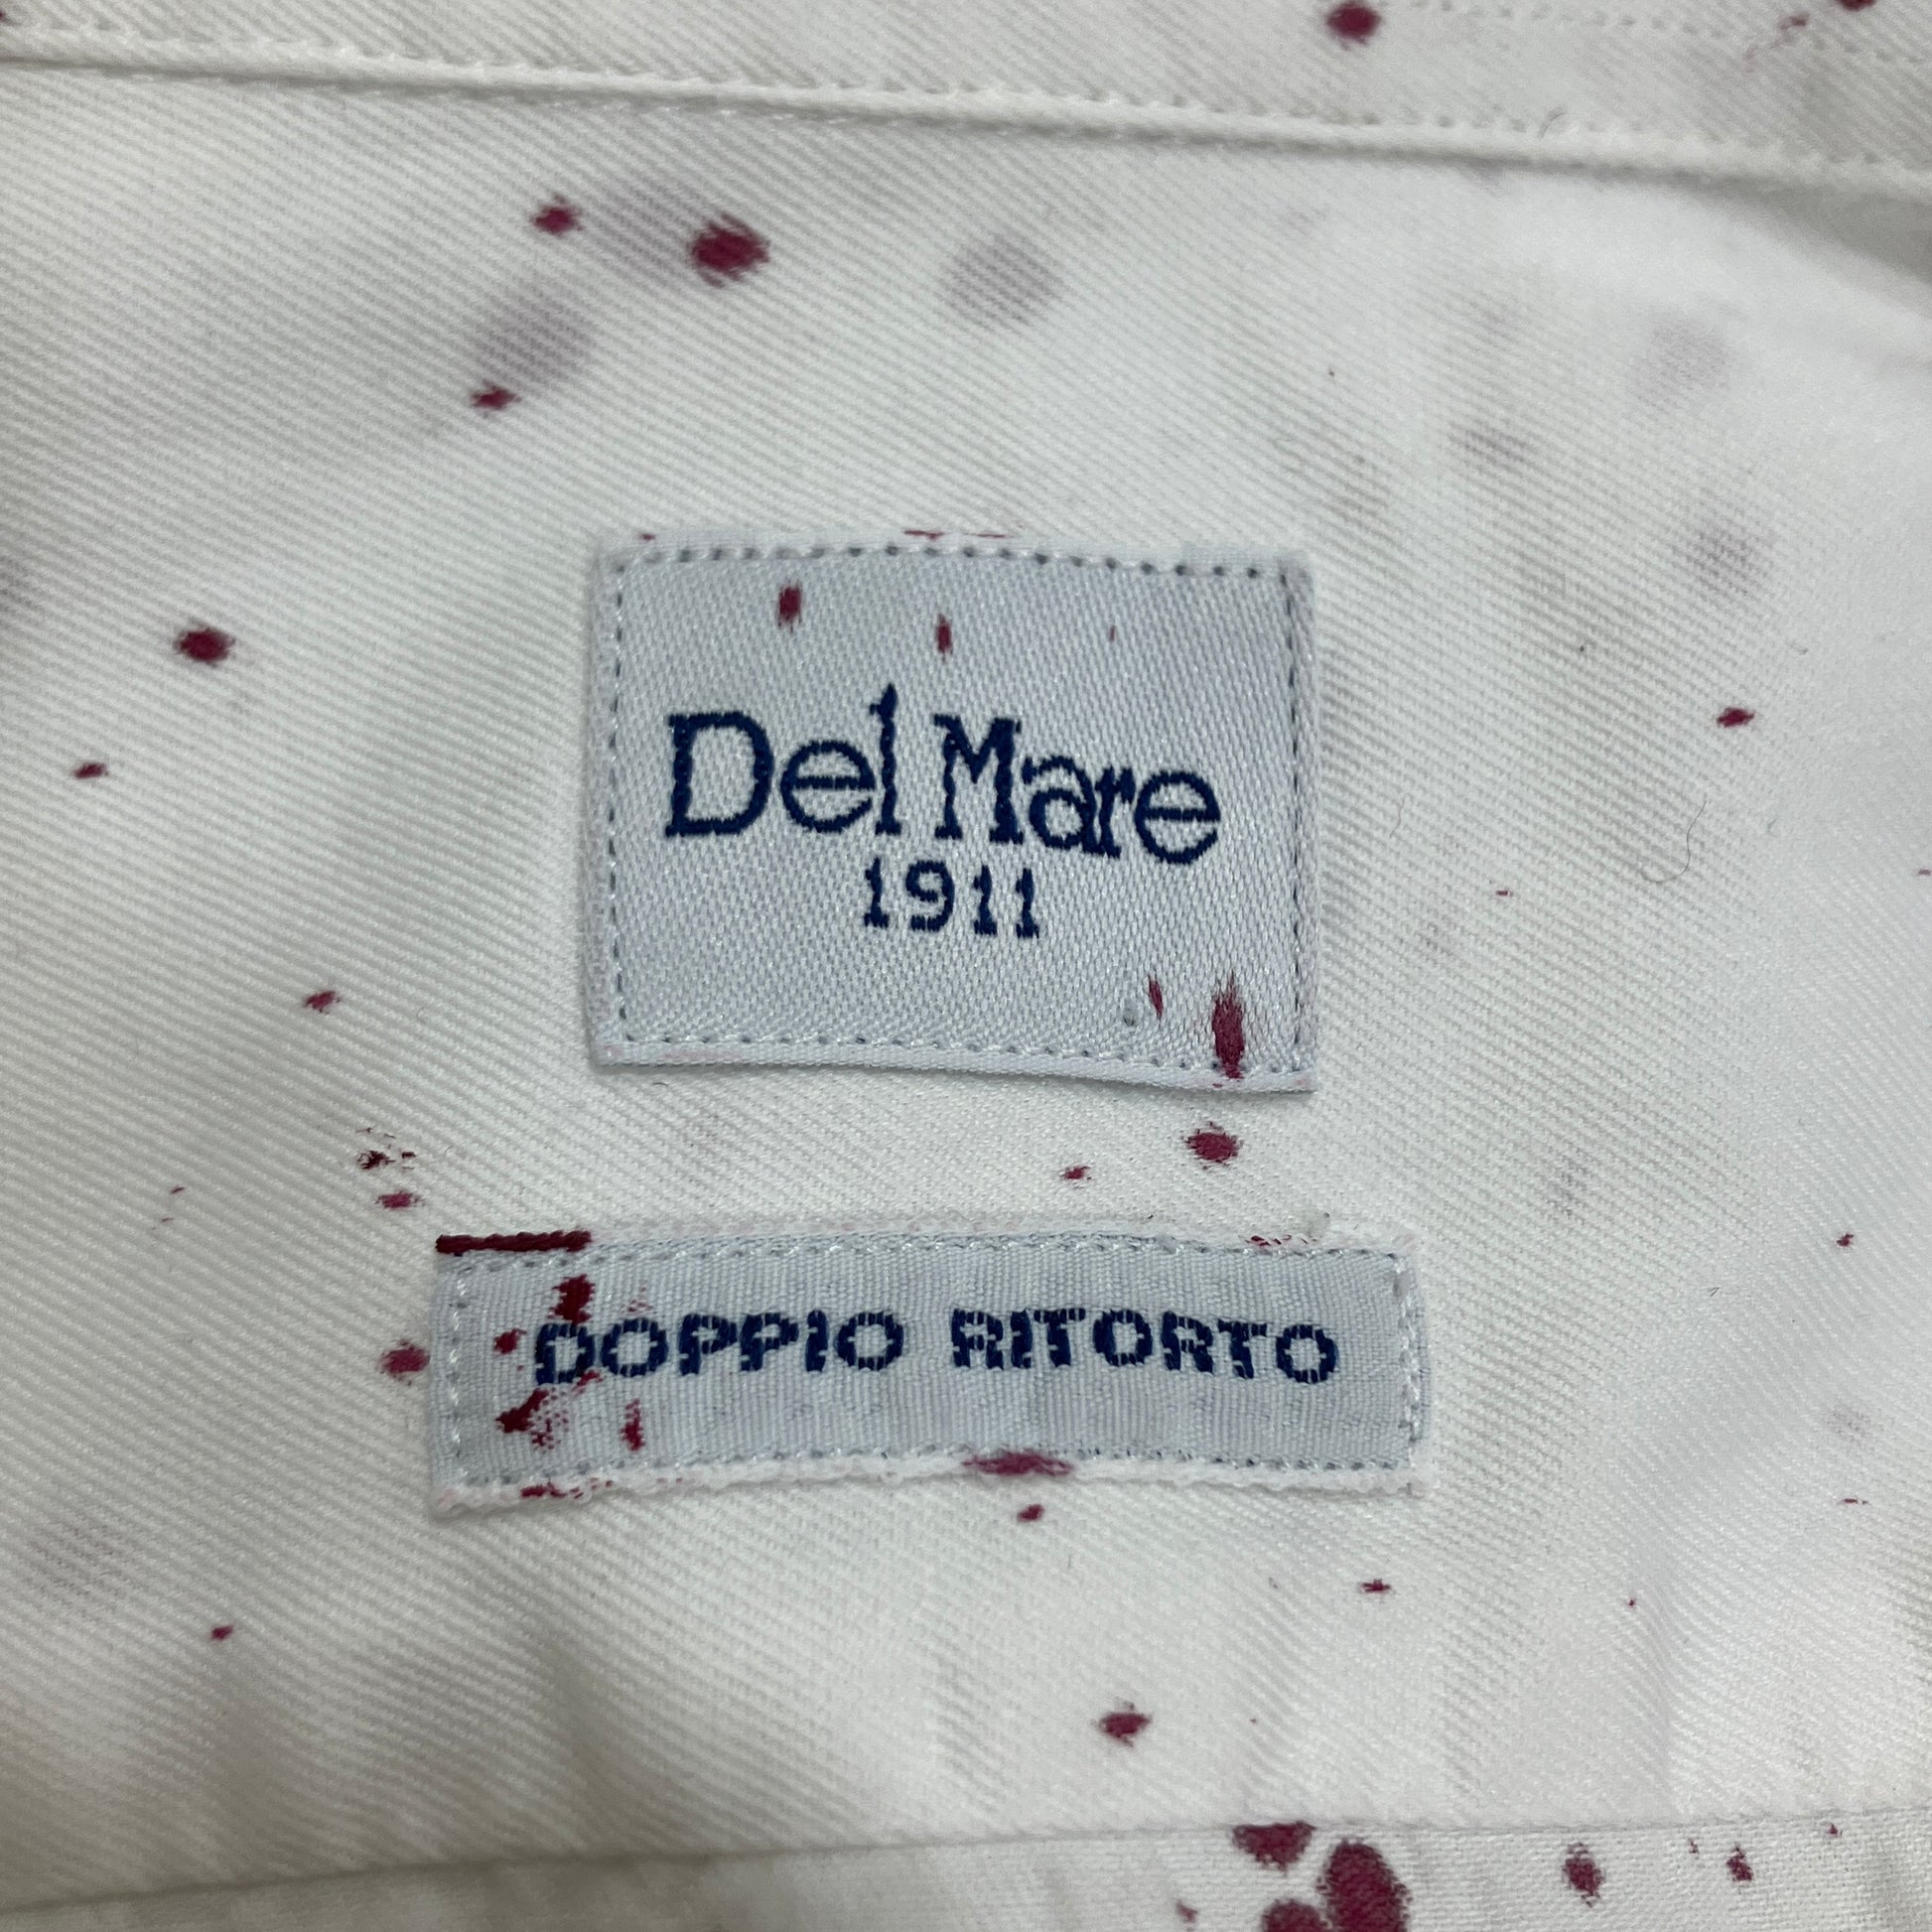 Del Mare
1911
DOPPIO RITORTO